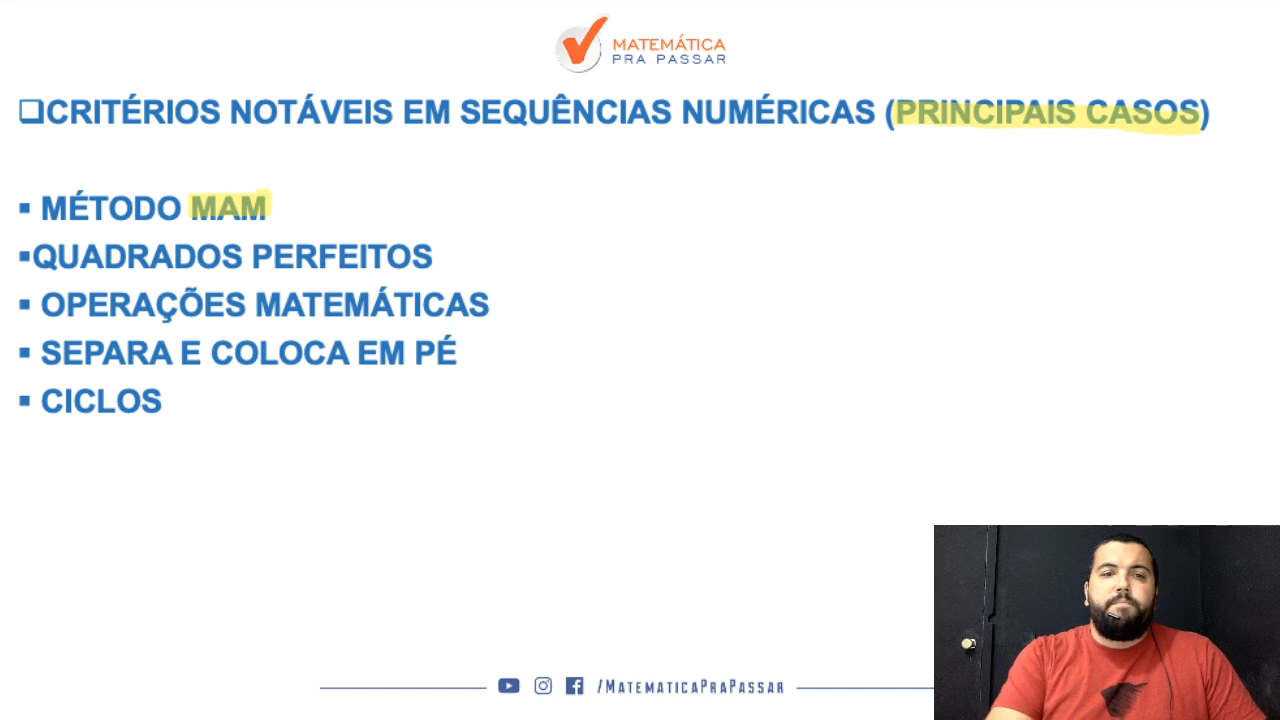 MATEMÁTICA
PRA PASSAR
❑CRITÉRIOS NOTÁVEIS EM SEQUÊNCIAS NUMÉRICAS (PRINCIPAIS CASOS)
▪ MÉTODO MAM
▪QUADRADOS PERFEITOS
▪ OPERAÇÕES MATEMÁTICAS
▪ SEPARA E COLOCA EM PÉ
▪ CICLOS
/MATEMATICAPRAPASSAR